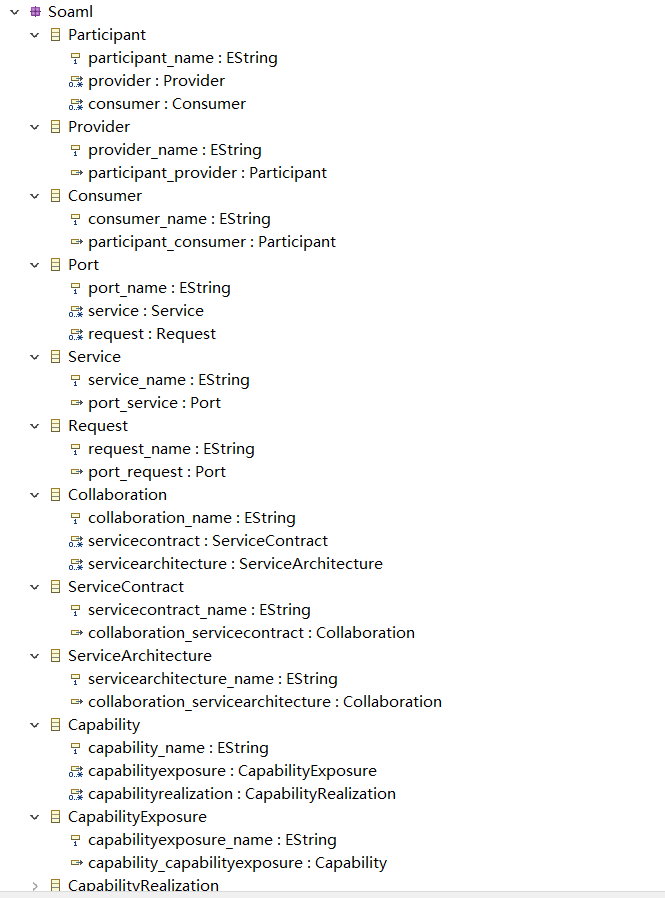 Soaml
Participant
participant_name : EString
provider : Provider
consumer : Consumer
Provider
provider_name : EString
participant_provider : Participant
Consumer
consumer_name : EString
participant_consumer : Participant
Port
port_name : EString
service : Service
request : Request
Service
service_name : EString
port_service : Port
Request
request_name : EString
port_request : Port
Collaboration
collaboration_name : EString
servicecontract : ServiceContract
servicearchitecture : ServiceArchitecture
ServiceContract
servicecontract_name : EString
collaboration_servicecontract : Collaboration
ServiceArchitecture
servicearchitecture_name : EString
collaboration_servicearchitecture : Collaboration
Capability
capability_name : EString
capabilityexposure : CapabilityExposure
capabilityrealization : CapabilityRealization
CapabilityExposure
capabilityexposure_name : EString
capability_capabilityexposure : Capability
CapabilityRealization